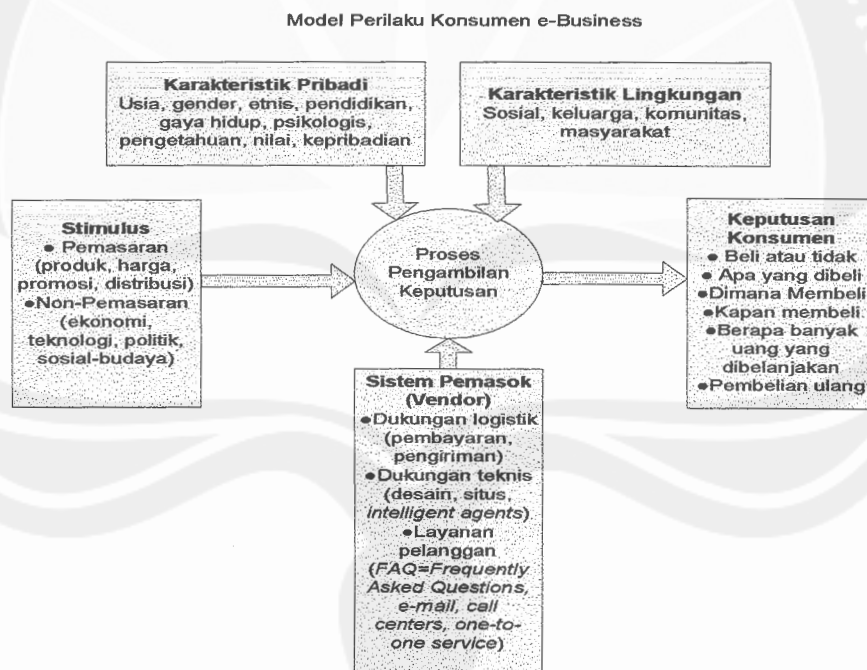 Model Perilaku Konsumen e-Business
Karakteristik Pribadi
Usia, gender, etnis, pendidikan,
gaya hidup, psikologis,
pengetahuan, nilai, kepribadian
Karakteristik Lingkungan
Sosial, keluarga, komunitas,
masyarakat
Stimulus
● Pemasaran
(produk, harga,
promosi, distribusi)
●Non-Pemasaran
(ekonomi,
teknologi, politik,
sosial-budaya)
Proses
Pengambilan
Keputusan
Keputusan
Konsumen
● Beli atau tidak
● Apa yang dibeli
●Dimana Membeli
●Kapan membeli
●Berapa banyak
uang yang
dibelanjakan
●Pembelian ulang
Sistem Pemasok
(Vendor)
●Dukungan logistik
(pembayaran,
pengiriman)
●Dukungan teknis
(desain, situs,
intelligent agents)
●Layanan
pelanggan
(FAQ=Frequently
Asked Questions,
e-mail, call
centers, one-to-
one service)